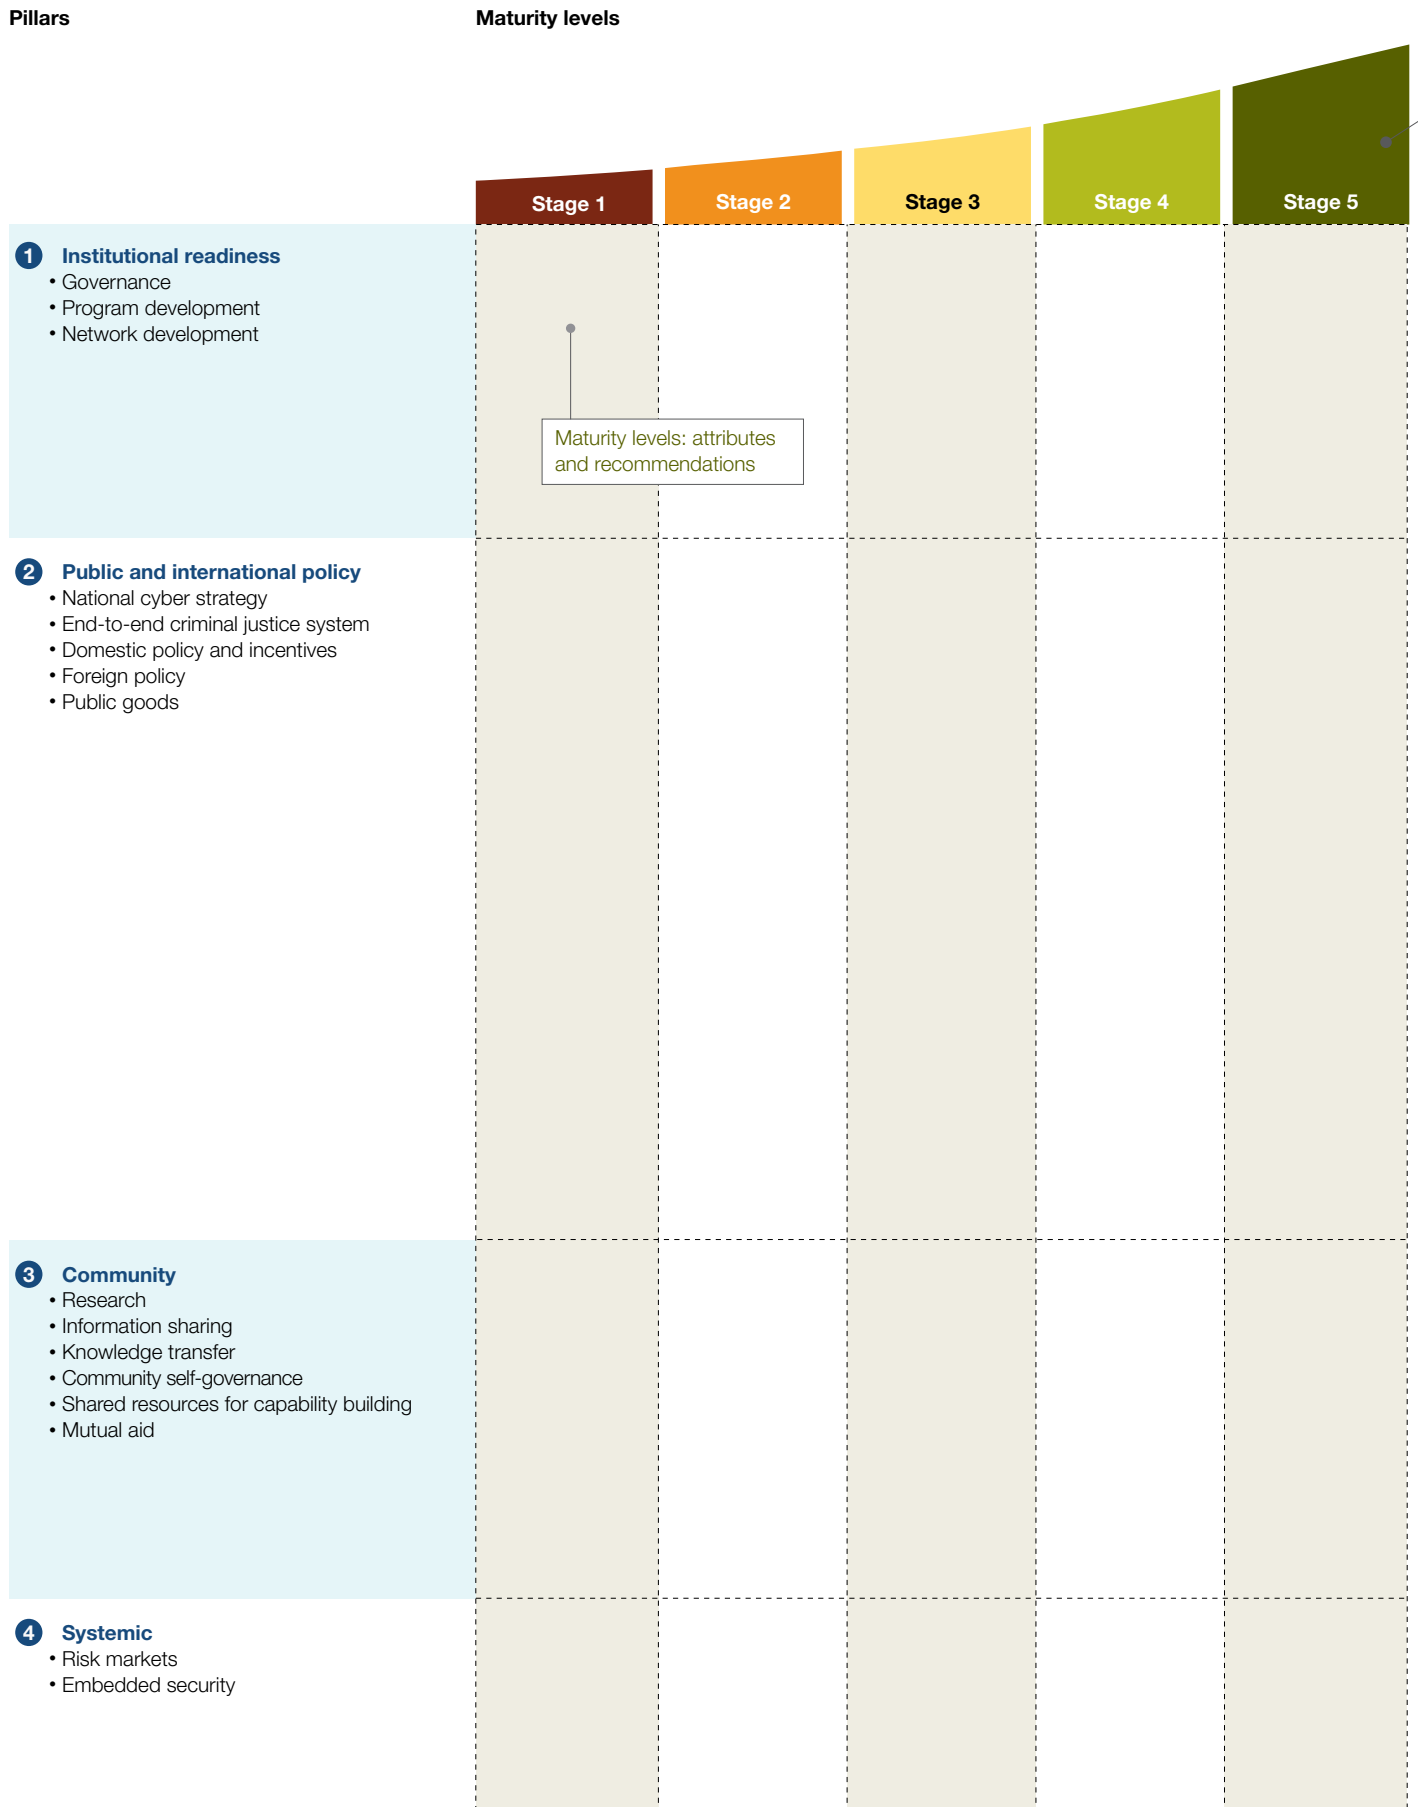 Pillars
Maturity levels
Stage 1
Stage 2
Stage 3
Stage 4
Stage 5
1 Institutional readiness
• Governance
• Program development
• Network development
Maturity levels: attributes
and recommendations
2 Public and international policy
• National cyber strategy
• End-to-end criminal justice system
• Domestic policy and incentives
• Foreign policy
• Public goods
3 Community
• Research
• Information sharing
• Knowledge transfer
• Community self-governance
• Shared resources for capability building
• Mutual aid
4 Systemic
• Risk markets
• Embedded security